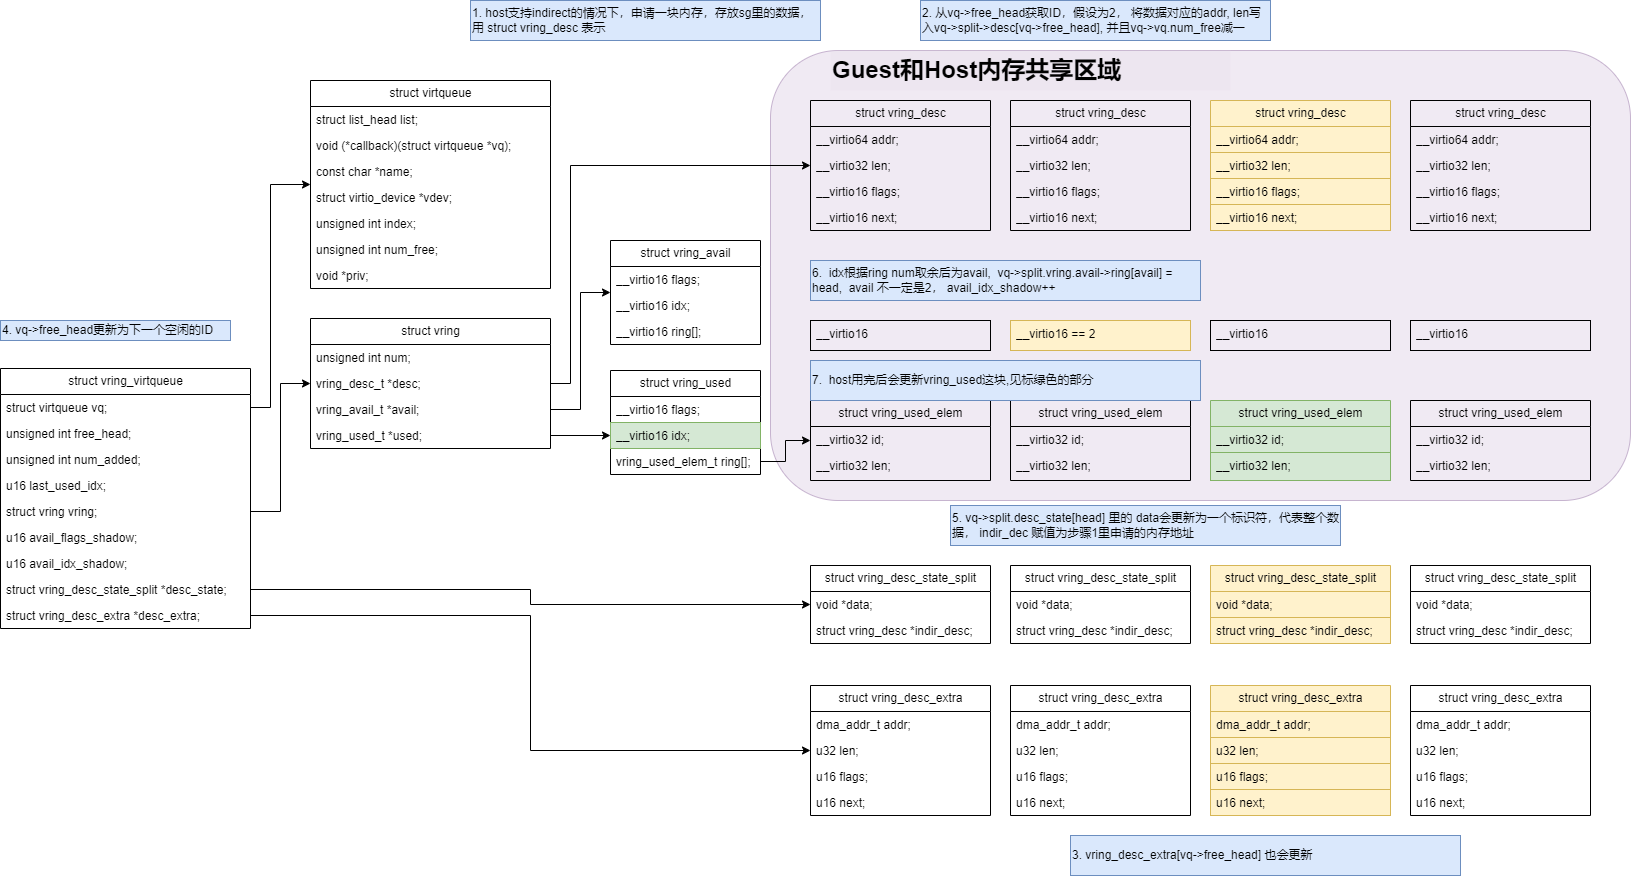 1. host支持indirect的情况下，申请一块内存，存放sg里的数据，
用 struct vring_desc 表示
2. 从vq->free_head获取ID，假设为2， 将数据对应的addr, len写
入vq->split->desc[vq->free_head], 并且vq->vq.num_free减一
Guest和Host内存共享区域
struct virtqueue
struct list_head list;
void (*callback)(struct virtqueue *vq);
const char *name;
struct virtio_device *vdev;
unsigned int index;
unsigned int num_free;
void *priv;
struct vring_desc
__virtio64 addr;
__virtio32 len;
__virtio16 flags;
__virtio16 next;
struct vring_desc
__virtio64 addr;
__virtio32 len;
__virtio16 flags;
__virtio16 next;
struct vring_desc
__virtio64 addr;
__virtio32 len;
__virtio16 flags;
__virtio16 next;
struct vring_desc
__virtio64 addr;
__virtio32 len;
__virtio16 flags;
__virtio16 next;
struct vring_avail
__virtio16 flags;
__virtio16 idx;
__virtio16 ring[];
6. idx根据ring num取余后为avail, vq->split.vring.avail->ring[avail] =
head, avail 不一定是2， avail_idx_shadow++
4. vq->free_head更新为下一个空闲的ID
struct vring
unsigned int num;
vring_desc_t *desc;
vring_avail_t *avail;
vring_used_t *used;
__virtio16
__virtio16 == 2
__virtio16
__virtio16
struct vring_virtqueue
struct virtqueue vq;
unsigned int free_head;
unsigned int num_added;
u16 last_used_idx;
struct vring vring;
u16 avail_flags_shadow;
u16 avail_idx_shadow;
struct vring_desc_state_split *desc_state;
struct vring_desc_extra *desc_extra;
struct vring_used
__virtio16 flags;
__virtio16 idx;
vring_used_elem_t ring[];
7. host用完后会更新vring_used这块,见标绿色的部分
struct vring_used_elem
__virtio32 id;
__virtio32 len;
struct vring_used_elem
__virtio32 id;
__virtio32 len;
struct vring_used_elem
__virtio32 id;
__virtio32 len;
struct vring_used_elem
__virtio32 id;
__virtio32 len;
5. vq->split.desc_state[head] 里的 data会更新为一个标识符，代表整个数
据， indir_dec 赋值为步骤1里申请的内存地址
struct vring_desc_state_split
void *data;
struct vring_desc *indir_desc;
struct vring_desc_state_split
void *data;
struct vring_desc *indir_desc;
struct vring_desc_state_split
void *data;
struct vring_desc *indir_desc;
struct vring_desc_state_split
void *data;
struct vring_desc *indir_desc;
struct vring_desc_extra
dma_addr_t addr;
u32 len;
u16 flags;
u16 next;
struct vring_desc_extra
dma_addr_t addr;
u32 len;
u16 flags;
u16 next;
struct vring_desc_extra
dma_addr_t addr;
u32 len;
u16 flags;
u16 next;
struct vring_desc_extra
dma_addr_t addr;
u32 len;
u16 flags;
u16 next;
3. vring_desc_extra[vq->free_head] 也会更新